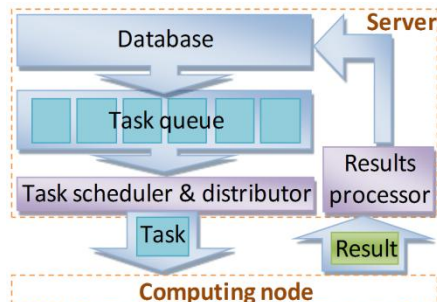 Server
Database
Task queue
Task scheduler & distributor
Results
processor
Task
Result
Computing node